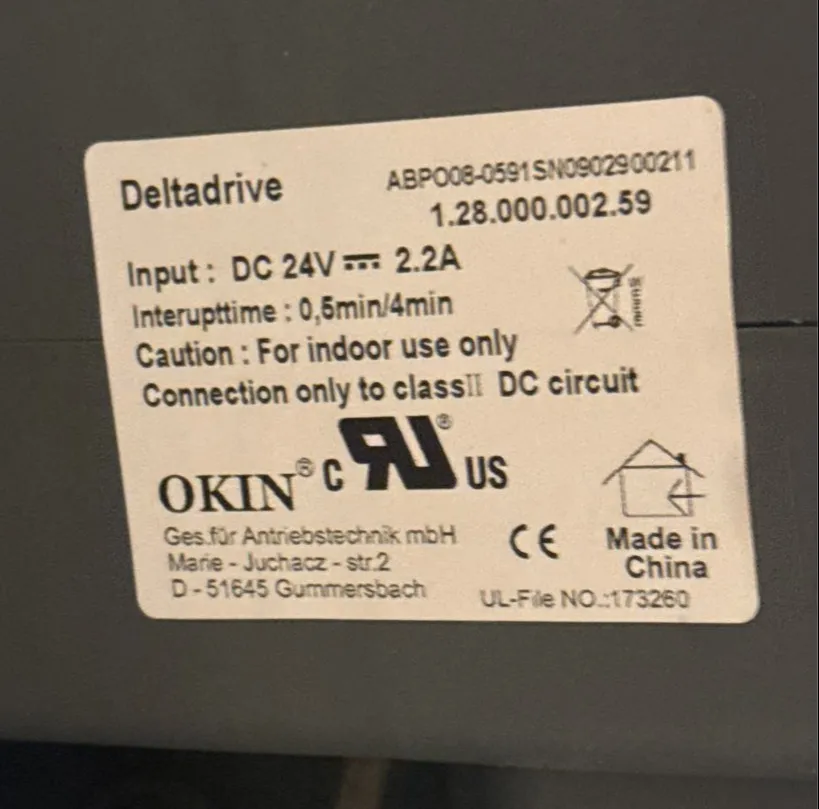 Deltadrive
ABPO08-0591SN0902900211
1.28.000.002.59
Input : DC 24V 2.2A
Interupttime : 0,5min/4min
Caution : For indoor use only
Connection only to classⅡ DC circuit
OKIN® C RU® US
Ges.für Antriebstechnik mbH
Marie - Juchacz - str.2
D - 51645 Gummersbach
CE
Made in
China
UL-File NO.:173260